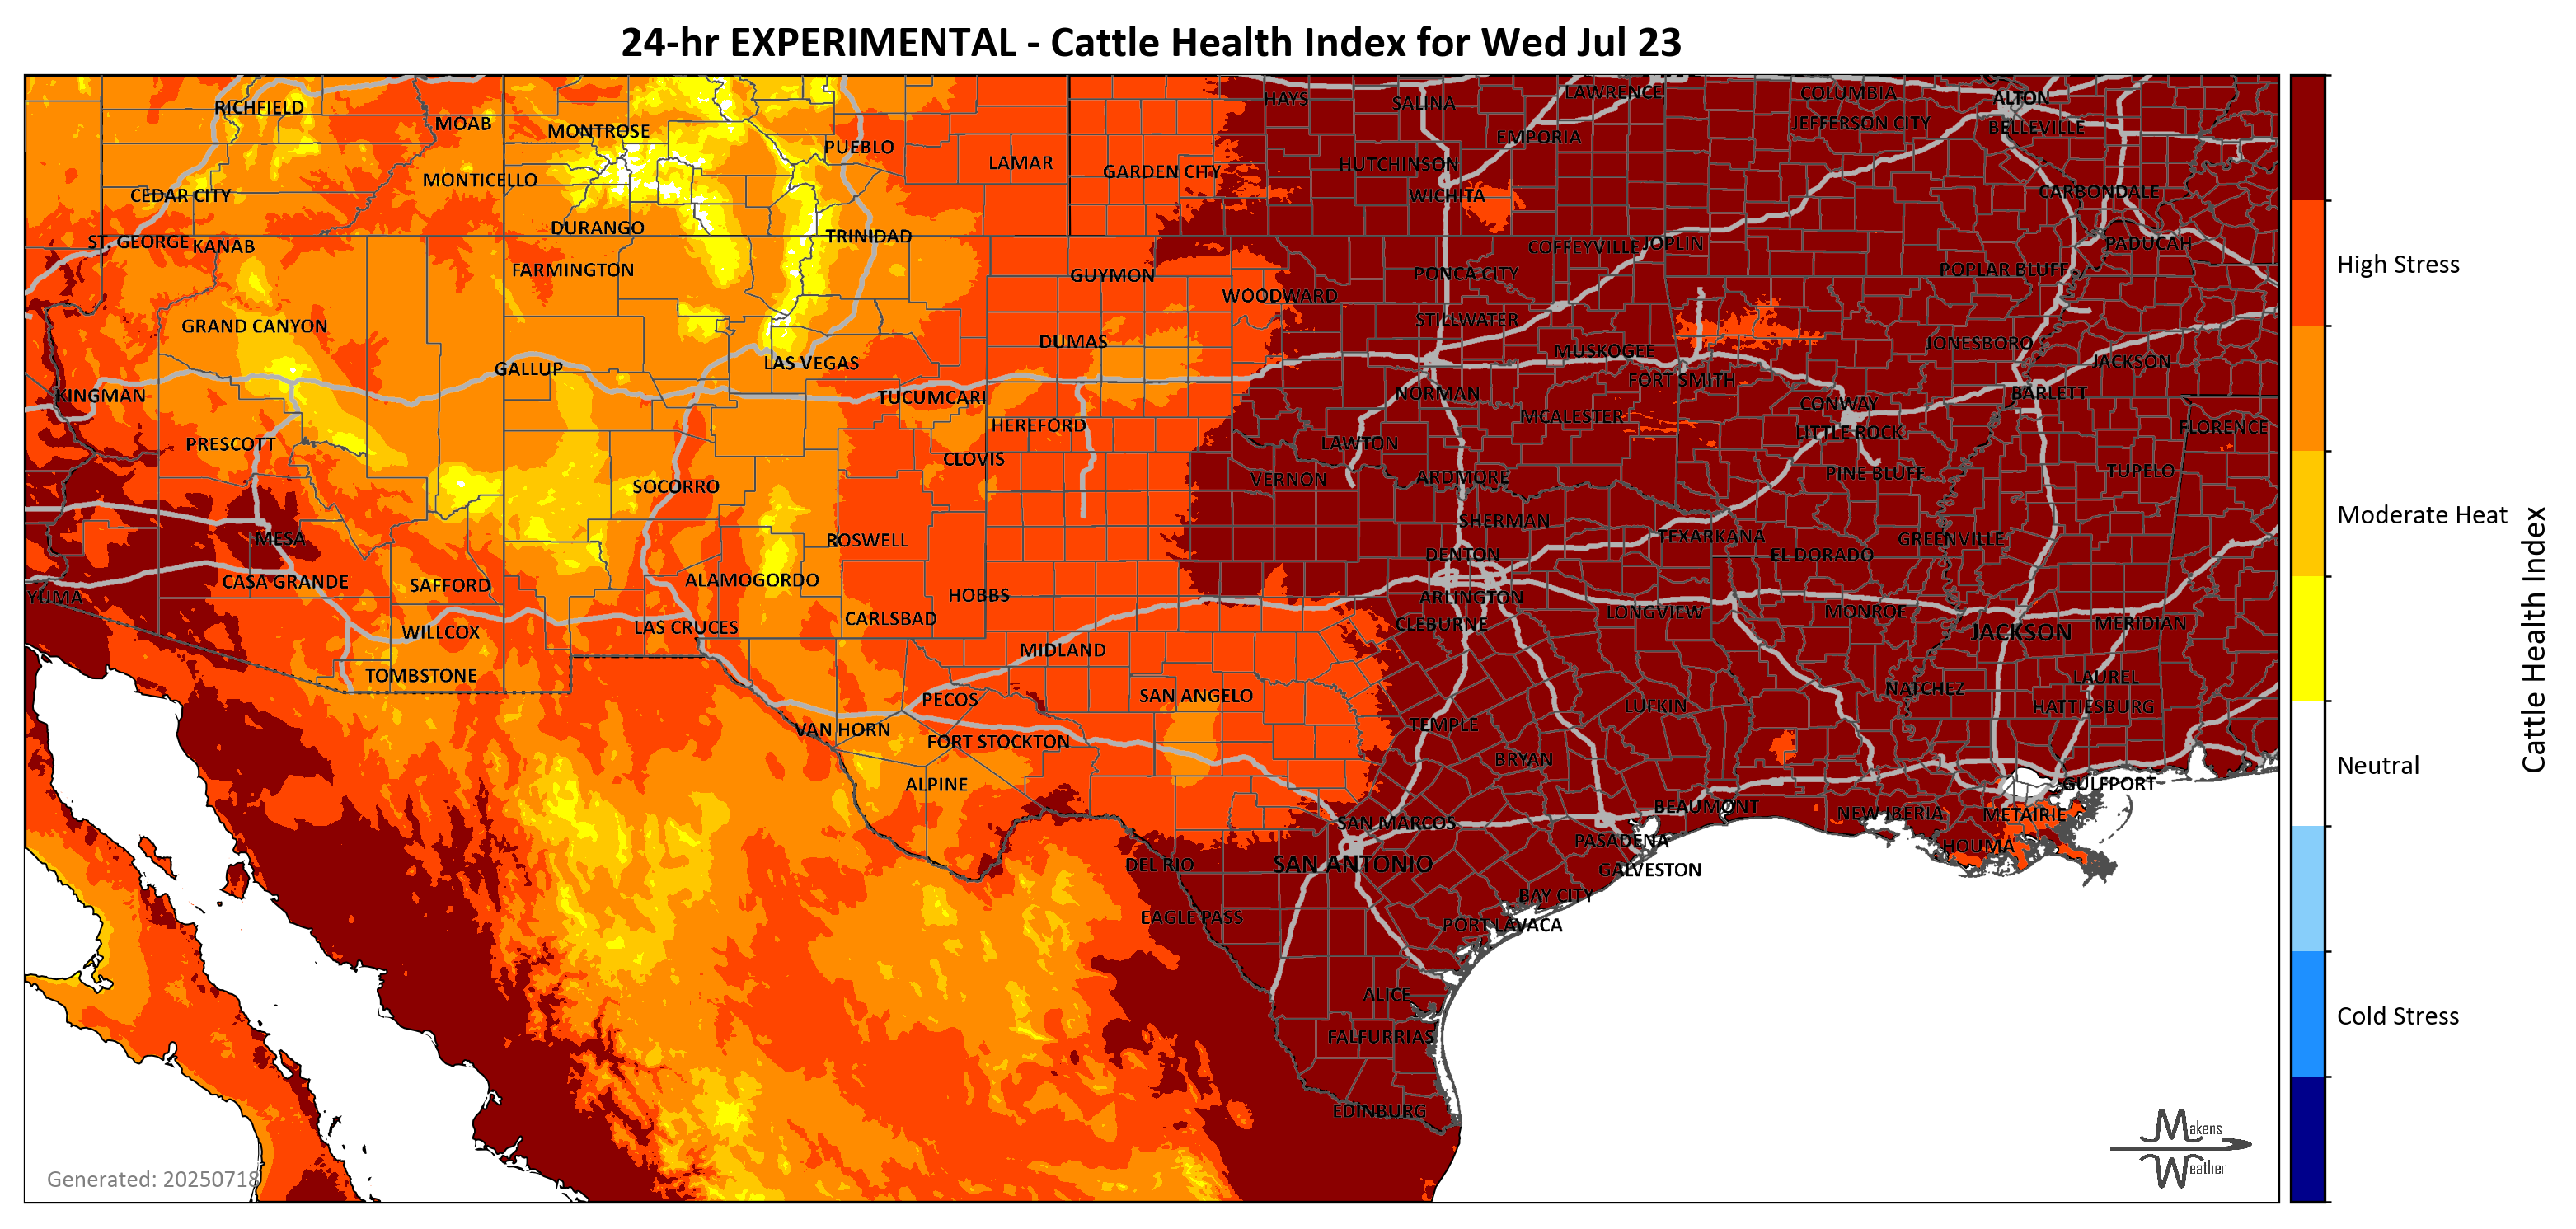 24-hr EXPERIMENTAL - Cattle Health Index for Wed Jul 23
RICHFIELD
MOAB
MONTROSE
PUEBLO
LAMAR
GARDEN CITY
HAYS
SALINA
LAWRENCE
EMPORIA
COLUMBIA
JEFFERSON CITY
ALTON
BELLEVILLE
CEDAR CITY
MONTICELLO
DURANGO
TRINIDAD
HUTCHINSON
WICHITA
CARBONDALE
ST. GEORGE
KANAB
FARMINGTON
GUYMON
WOODWARD
PONCA CITY
COFFEYVILLE
JOPLIN
POPLAR BLUFF
PADUCAH
High Stress
GRAND CANYON
GALLUP
LAS VEGAS
DUMAS
STILLWATER
MUSKOGEE
FORT SMITH
JONESBORO
JACKSON
KINGMAN
TUCUMCARI
NORMAN
MCALESTER
CONWAY
BARLETT
PRESCOTT
HEREFORD
CLOVIS
LAWTON
LITTLE ROCK
FLORENCE
SOCORRO
VERNON
ARDMORE
PINE BLUFF
TUPELO
MESA
ROSWELL
SHERMAN
DENTON
TEXARKANA
EL DORADO
GREENVILLE
Moderate Heat
YUMA
CASA GRANDE
SAFFORD
ALAMOGORDO
HOBBS
CARLSBAD
ARLINGTON
CLEBURNE
LONGVIEW
MONROE
JACKSON
MERIDIAN
WILLCOX
LAS CRUCES
MIDLAND
TOMBSTONE
PECOS
SAN ANGELO
TEMPLE
LUFKIN
NATCHEZ
LAUREL
HATTIESBURG
VAN HORN
FORT STOCKTON
ALPINE
BRYAN
GULFPORT
Neutral
SAN MARCOS
BEAUMONT
NEW IBERIA
METAIRIE
DEL RIO
SAN ANTONIO
PASADENA
GALVESTON
HOUMA
EAGLE PASS
BAY CITY
PORT LAVACA
ALICE
FALFURRIAS
EDINBURG
Cold Stress
Cattle Health Index
Makens
Weather
Generated: 20250718